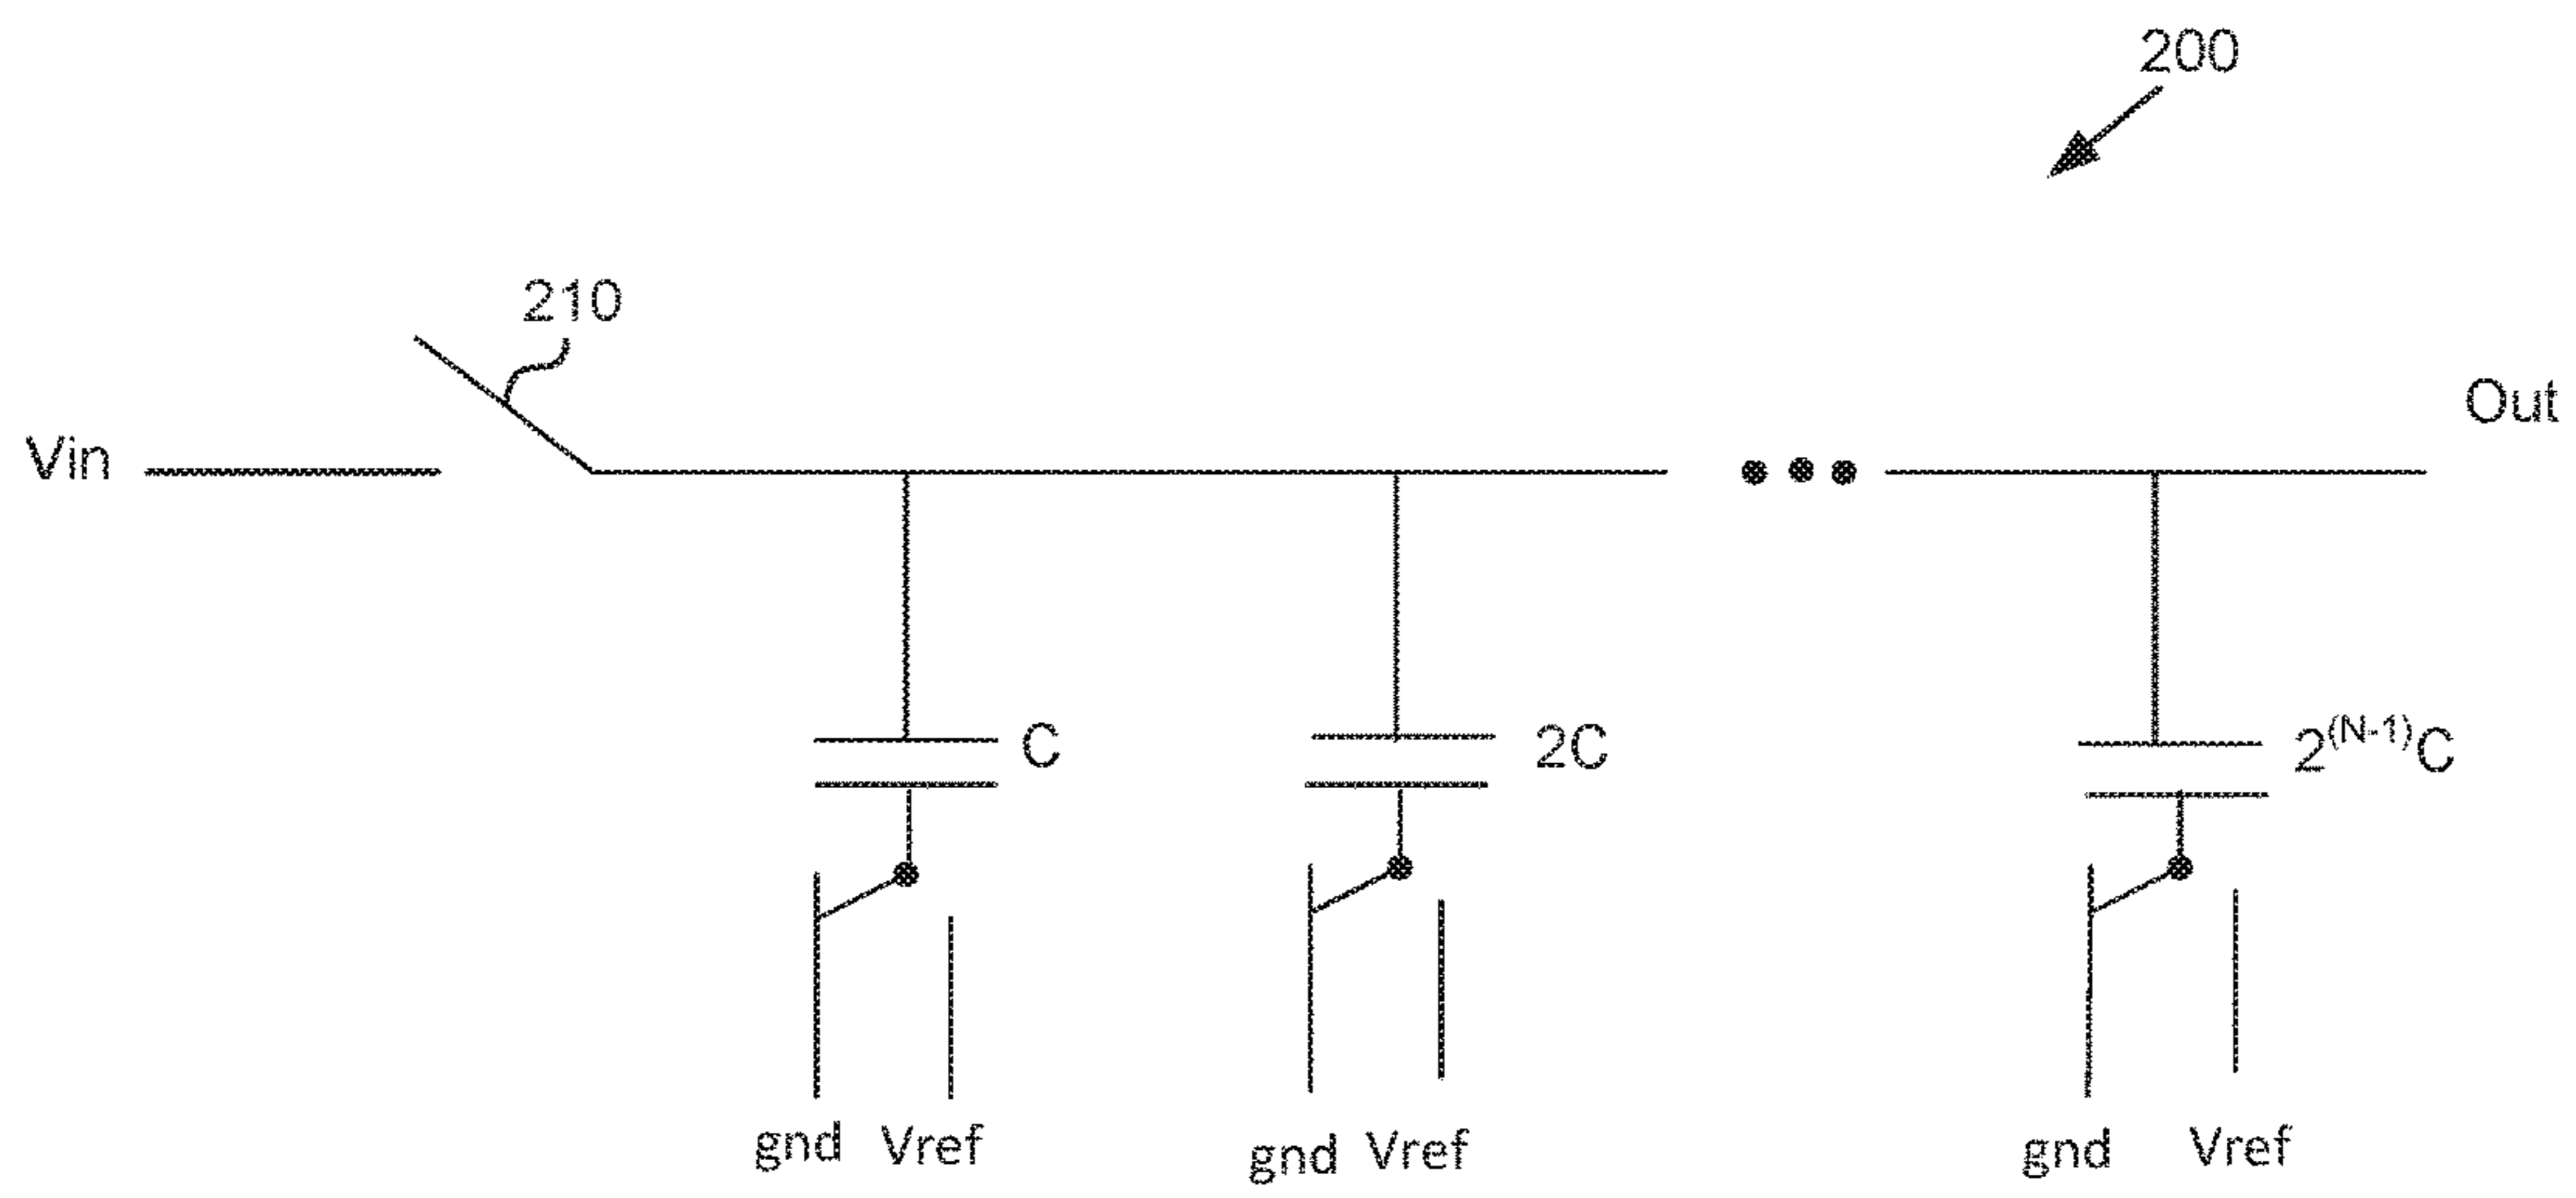 200
210
Vin
Out
C
2C
2^(N-1)C
gnd Vref
gnd Vref
gnd Vref